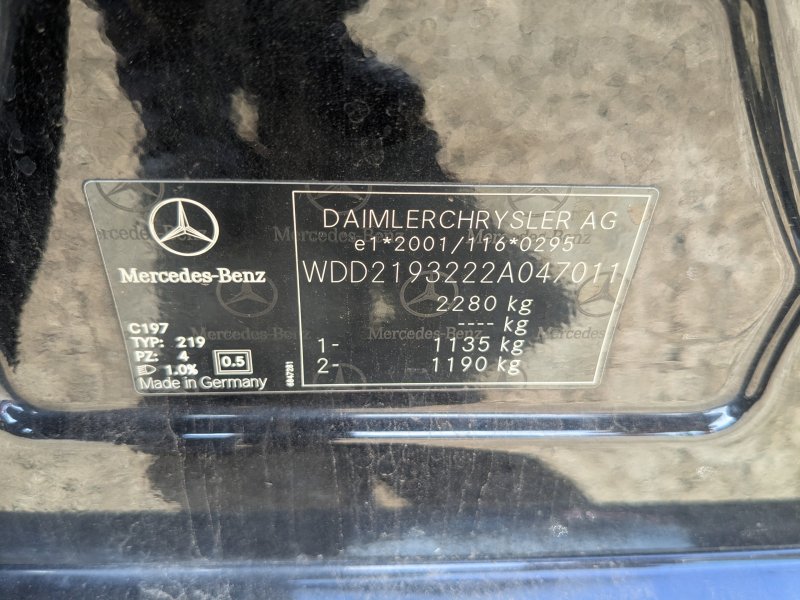 DAIMLERCHRYSLER AG
e1*2001/116*0295
WDD2193222A047011
2280 kg
---- kg
1- 1135 kg
2- 1190 kg
Mercedes-Benz
C197
TYP: 219
PZ: 4
1.0%
0.5
Made in Germany
6847281